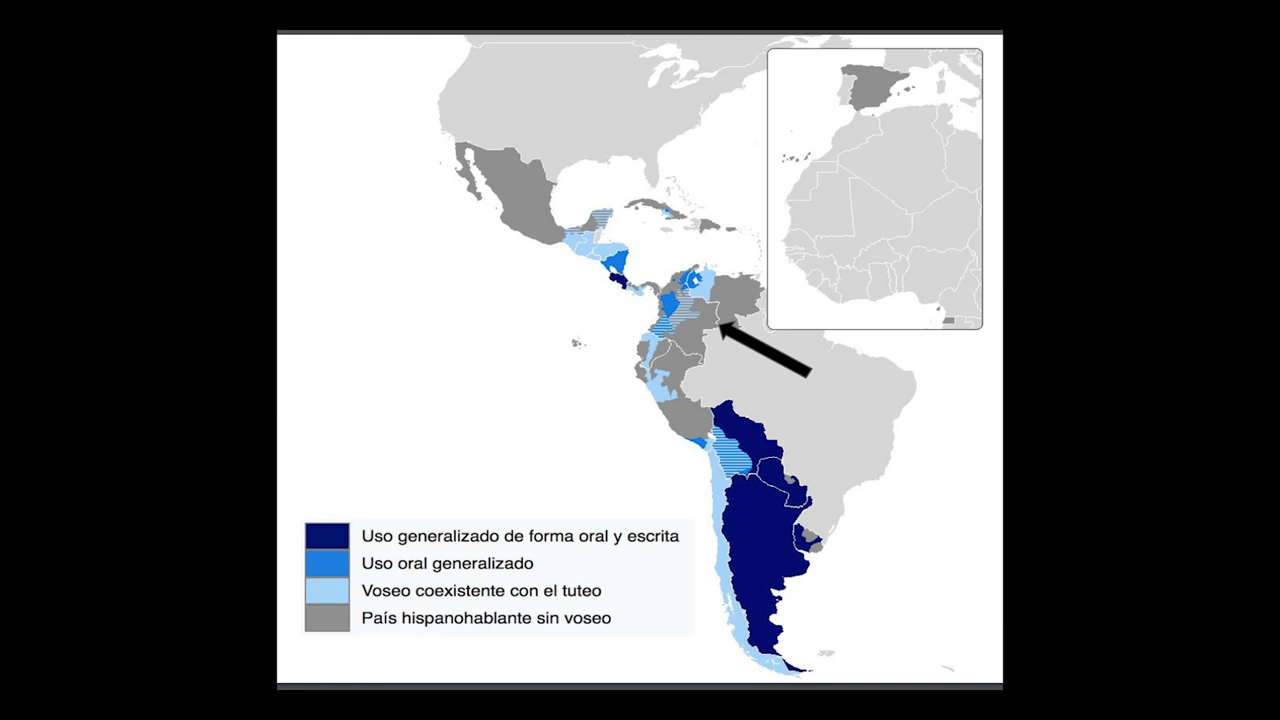 Uso generalizado de forma oral y escrita
Uso oral generalizado
Voseo coexistente con el tuteo
País hispanohablante sin voseo